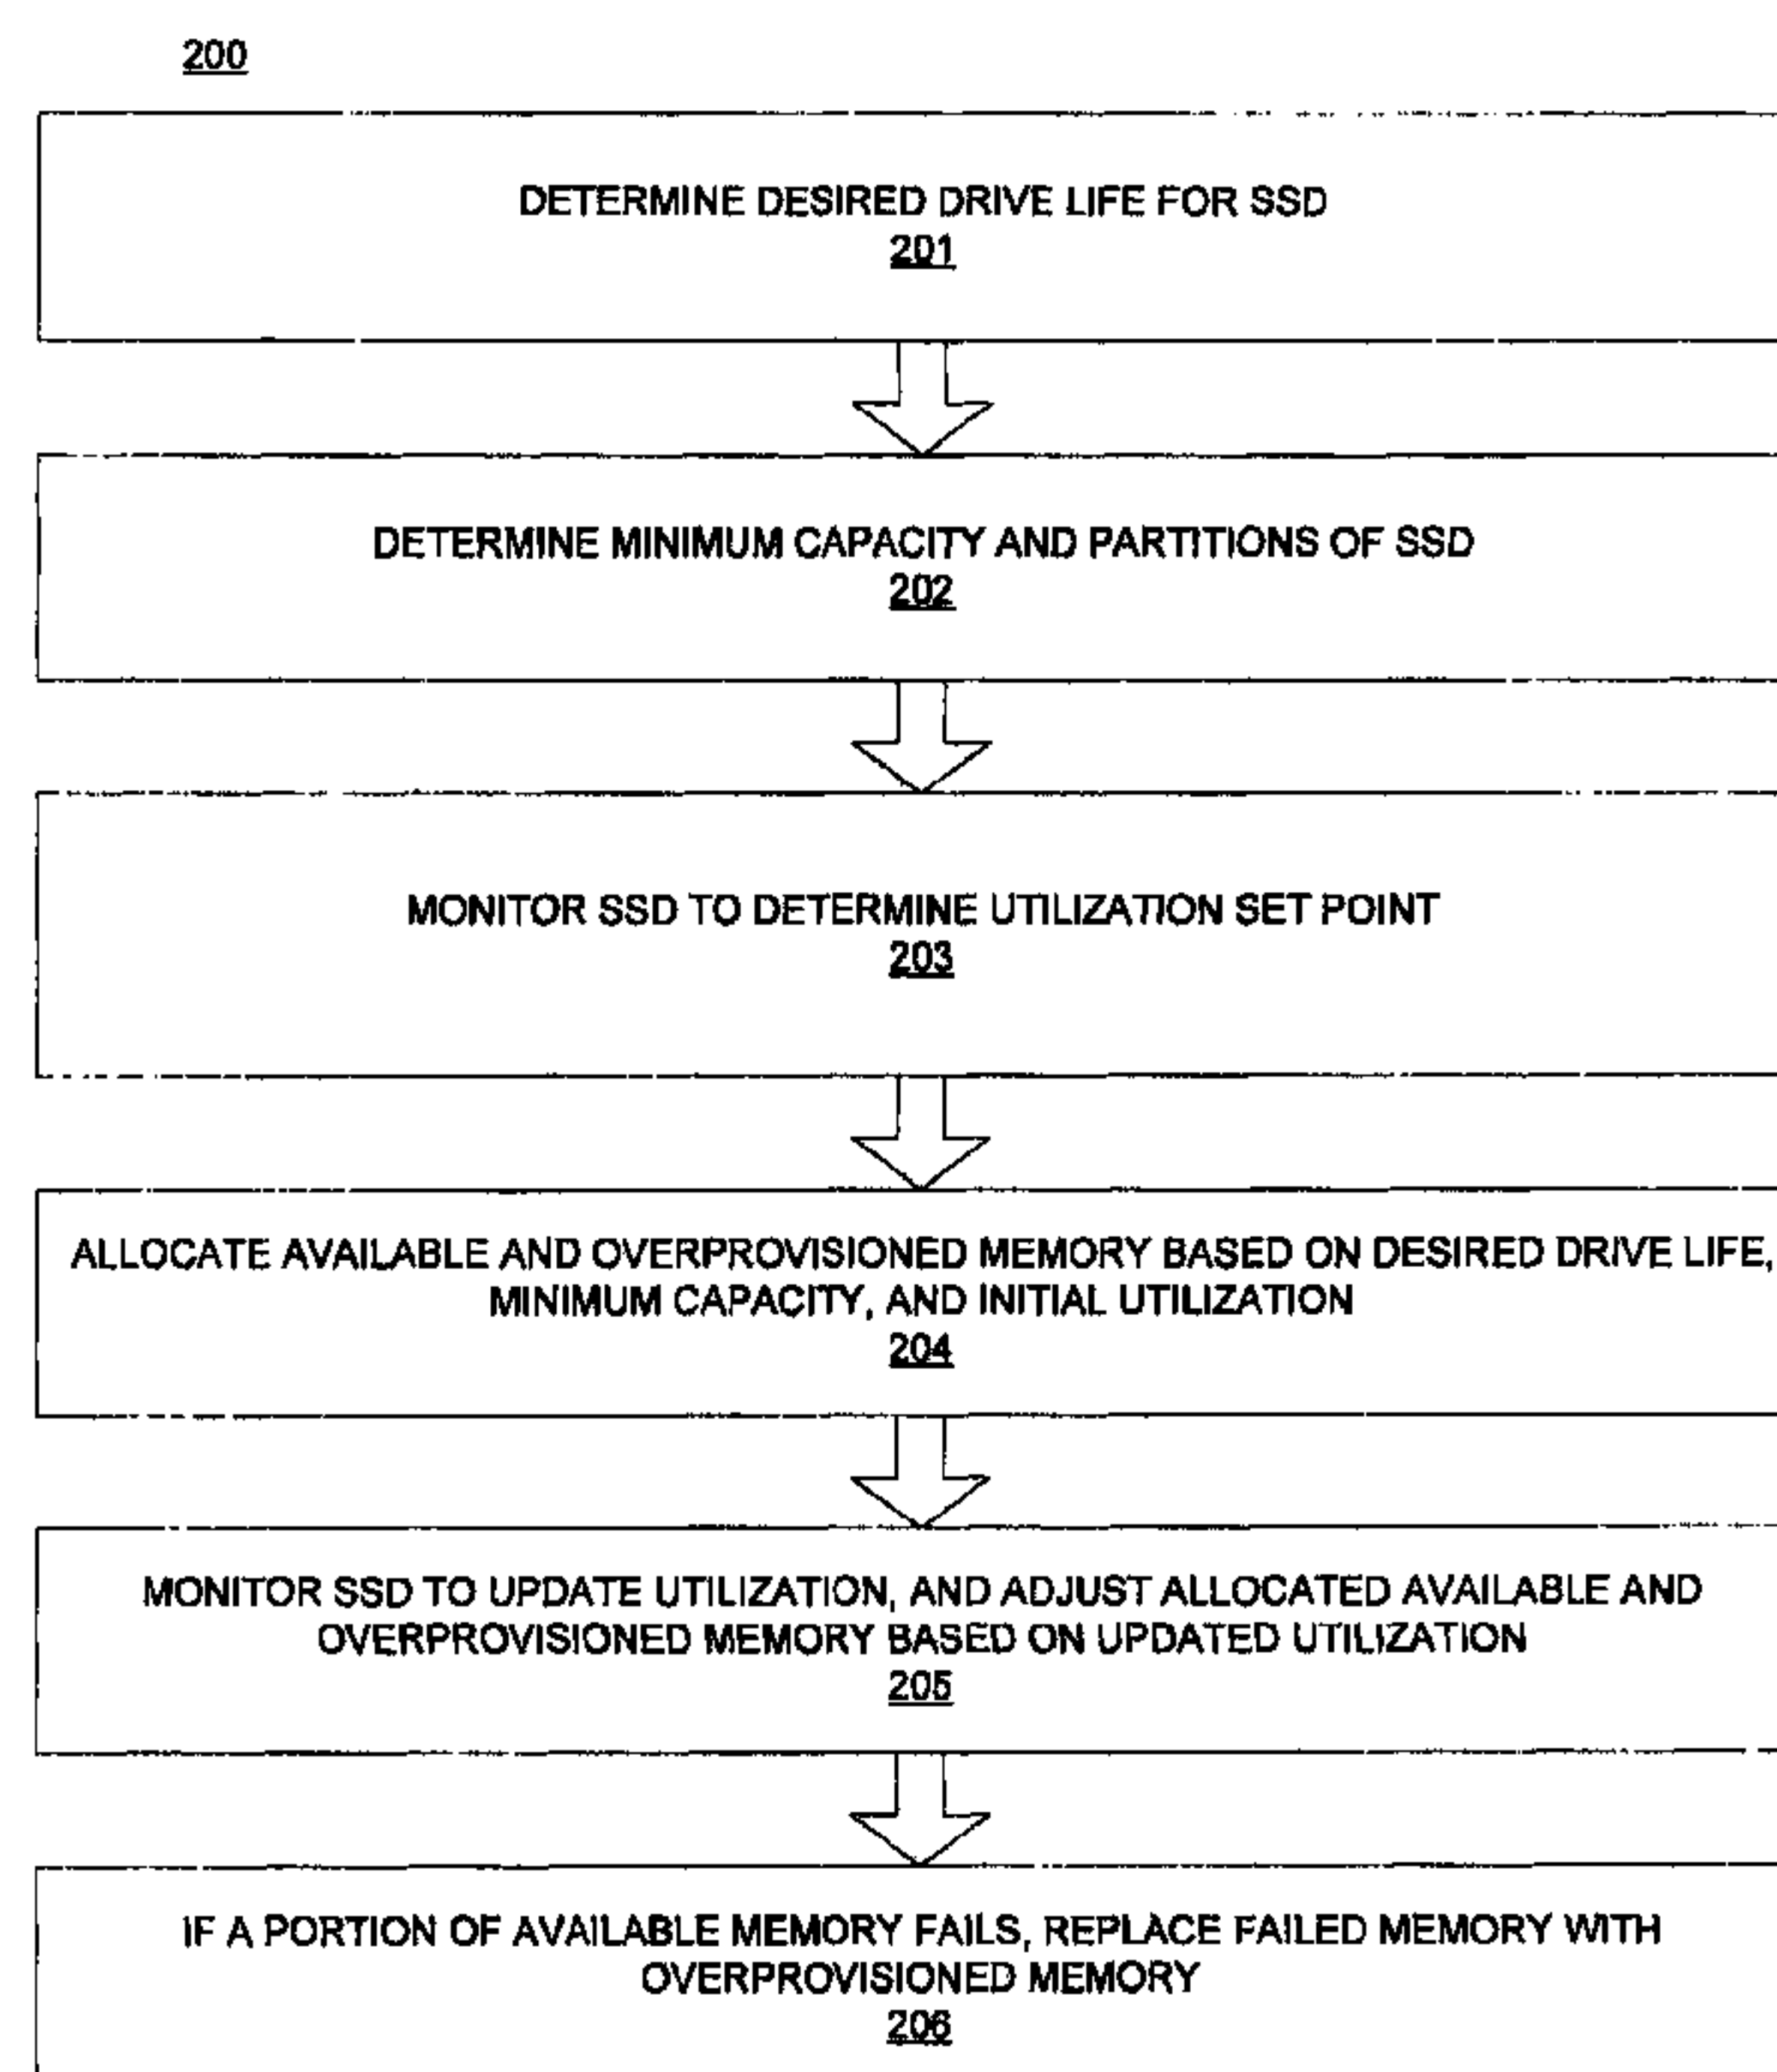 200
DETERMINE DESIRED DRIVE LIFE FOR SSD
201
DETERMINE MINIMUM CAPACITY AND PARTITIONS OF SSD
202
MONITOR SSD TO DETERMINE UTILIZATION SET POINT
203
ALLOCATE AVAILABLE AND OVERPROVISIONED MEMORY BASED ON DESIRED DRIVE LIFE,
MINIMUM CAPACITY, AND INITIAL UTILIZATION
204
MONITOR SSD TO UPDATE UTILIZATION, AND ADJUST ALLOCATED AVAILABLE AND
OVERPROVISIONED MEMORY BASED ON UPDATED UTILIZATION
205
IF A PORTION OF AVAILABLE MEMORY FAILS, REPLACE FAILED MEMORY WITH
OVERPROVISIONED MEMORY
206